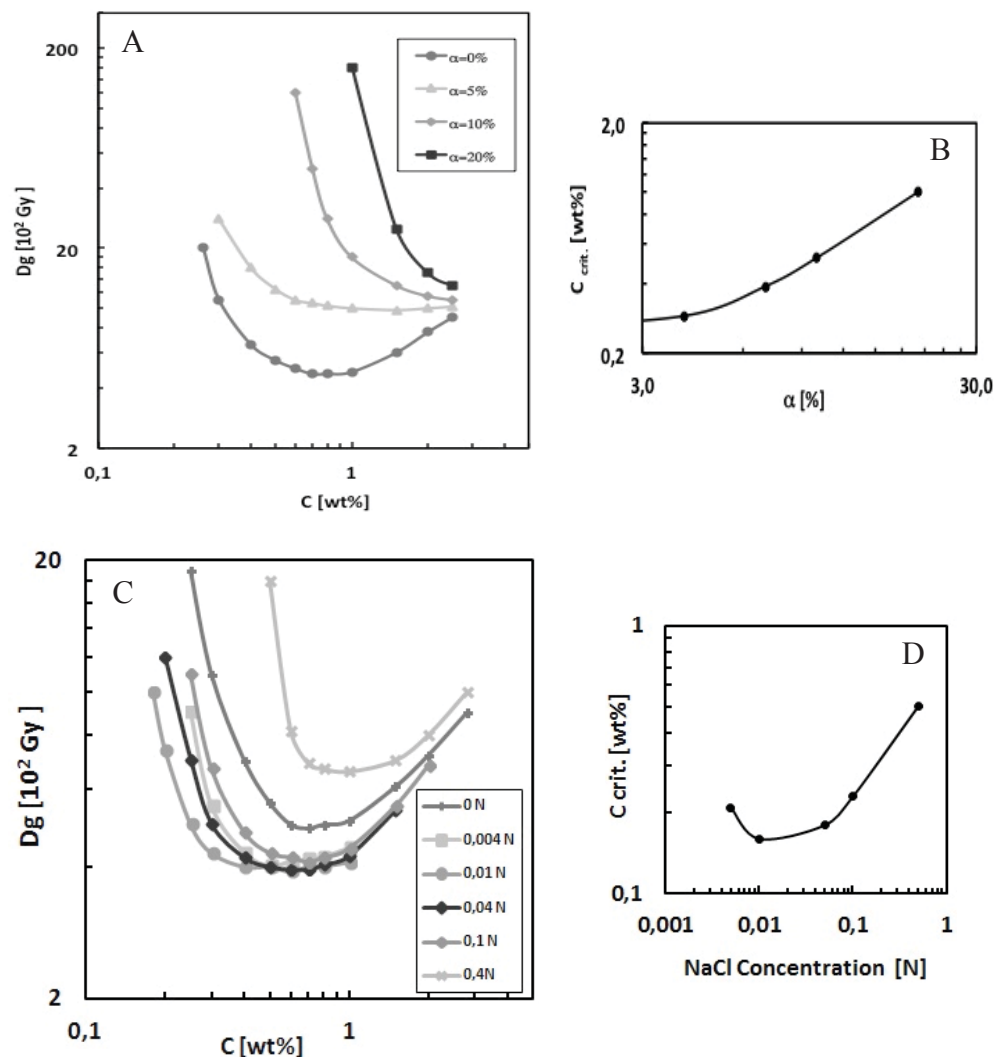 A
200
α=0%
α=5%
α=10%
α=20%
Dg [10² Gy ]
20
2
0,1
1
C [wt%]
B
2,0
C crit. [wt%]
0,2
3,0
30,0
α [%]
C
20
Dg [10² Gy]
0 N
0,004 N
0,01 N
0,04 N
0,1 N
0,4N
2
0,1
1
C [wt%]
D
1
C crit. [wt%]
0,1
0,001
0,01
0,1
1
NaCl Concentration [N]